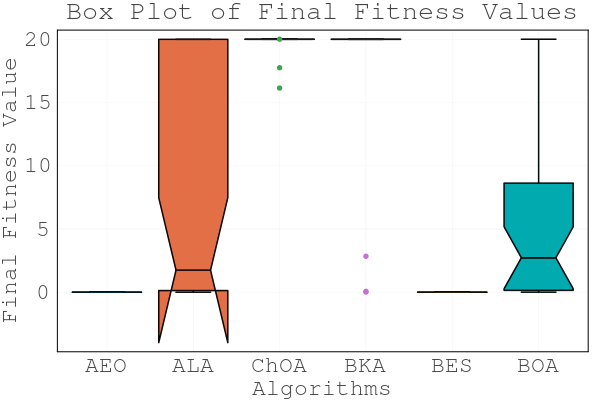 Box Plot of Final Fitness Values
Final Fitness Value
20
15
10
5
0
AEO ALA ChOA BKA BES BOA
Algorithms